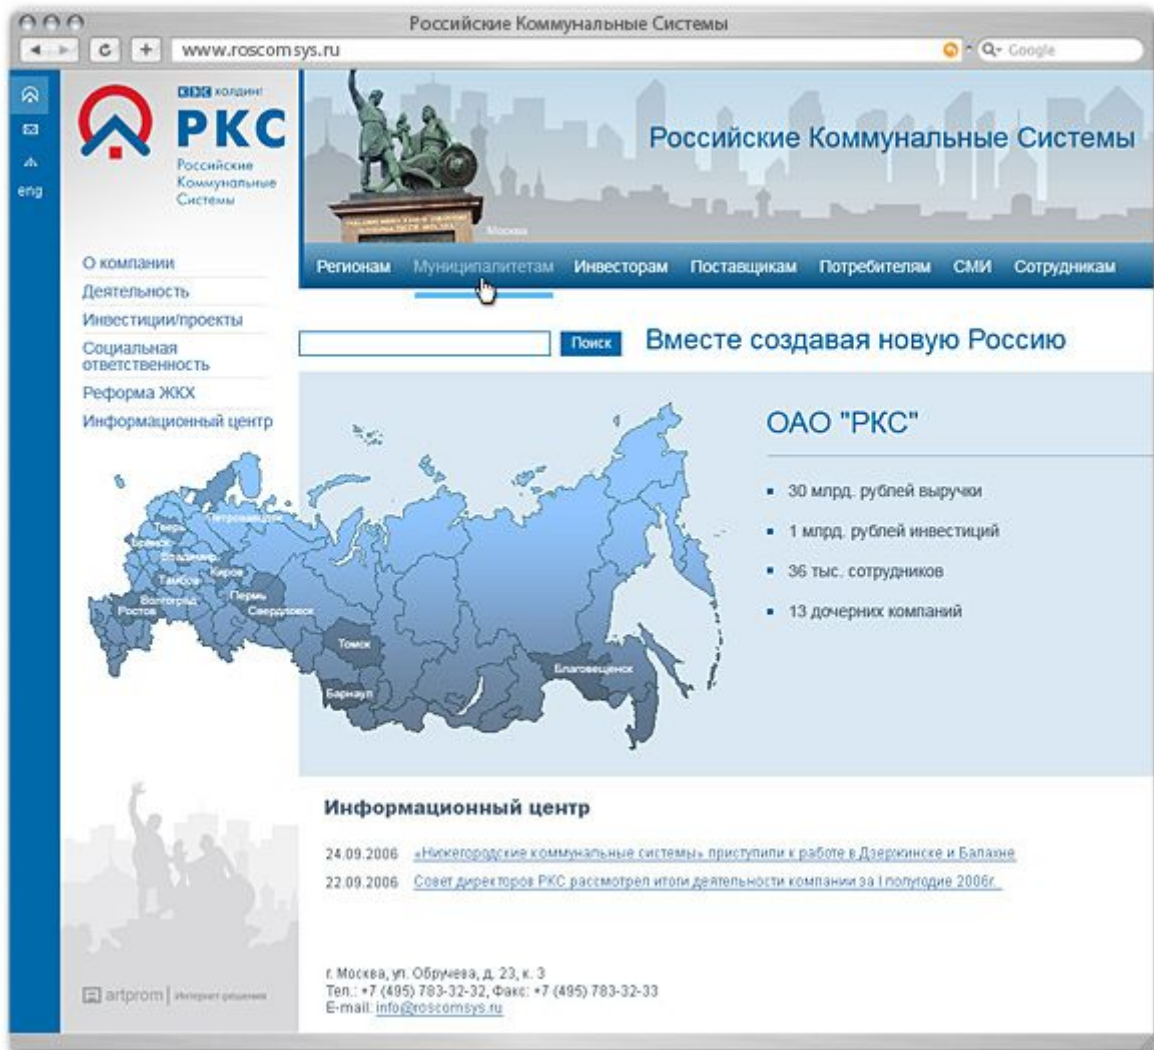 Российские Коммунальные Системы
www.roscomsys.ru
Google
eng
холдинг
РКС
Российские
Коммунальные
Системы
Российские Коммунальные Системы
Москва
О компании
Деятельность
Инвестиции/проекты
Социальная
ответственность
Реформа ЖКХ
Информационный центр
Регионам Муниципалитетам Инвесторам Поставщикам Потребителям СМИ Сотрудникам
Поиск
Вместе создавая новую Россию
ОАО "РКС"
30 млрд. рублей выручки
1 млрд. рублей инвестиций
36 тыс. сотрудников
13 дочерних компаний
Петрозаводск
Тверь
Брянск
Владимир
Киров
Тамбов
Пермь
Волгоград
Ростов
Свердловск
Томск
Благовещенск
Барнаул
Информационный центр
24.09.2006 «Нижегородские коммунальные системы» приступили к работе в Дзержинске и Балахне
22.09.2006 Совет директоров РКС рассмотрел итоги деятельности компании за I полугодие 2006г.
г. Москва, ул. Обручева, д. 23, к. 3
Тел.: +7 (495) 783-32-32, Факс: +7 (495) 783-32-33
E-mail: info@roscomsys.ru
artprom | Интернет-решения